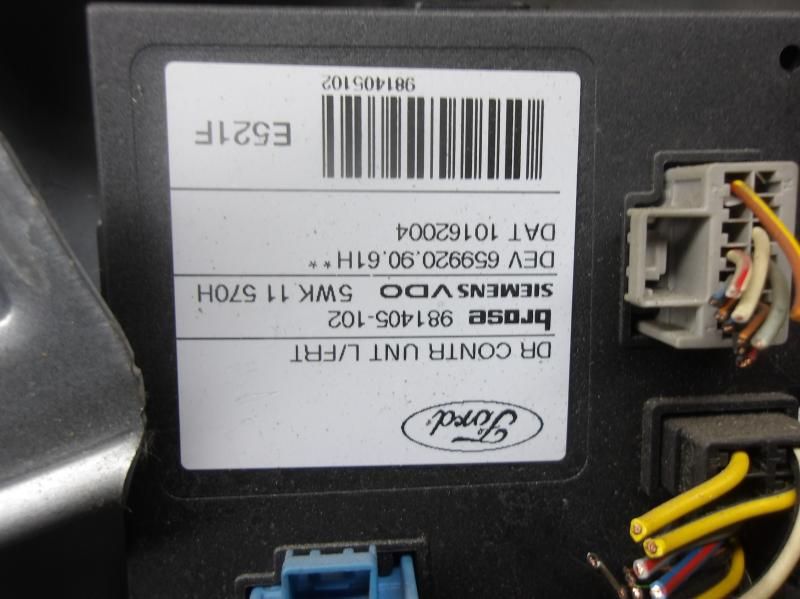 Ford
DR CONTR UNT L/FRT
brose 981405-102
SIEMENS VDO 5WK 11 570H
DEV 659920.90.61H**
DAT 10162004
E521F
981405102